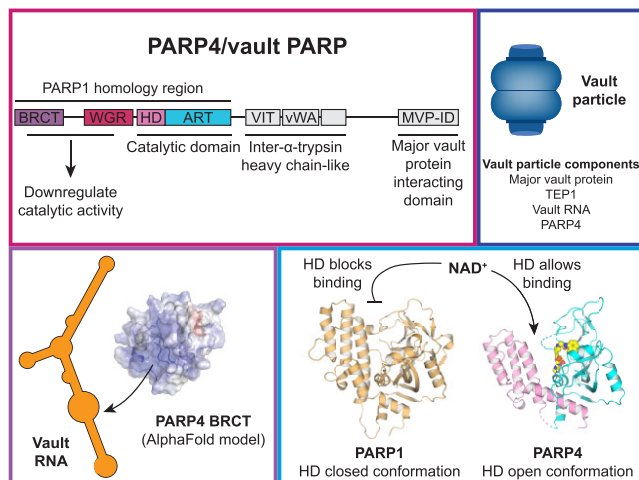 PARP4/vault PARP
PARP1 homology region
BRCT WGR HD ART VIT vWA MVP-ID
Downregulate
catalytic activity
Catalytic domain
Inter-α-trypsin
heavy chain-like
Major vault
protein
interacting
domain
Vault
particle
Vault particle components
Major vault protein
TEP1
Vault RNA
PARP4
Vault
RNA
PARP4 BRCT
(AlphaFold model)
HD blocks
binding
NAD⁺
HD allows
binding
PARP1
HD closed conformation
PARP4
HD open conformation